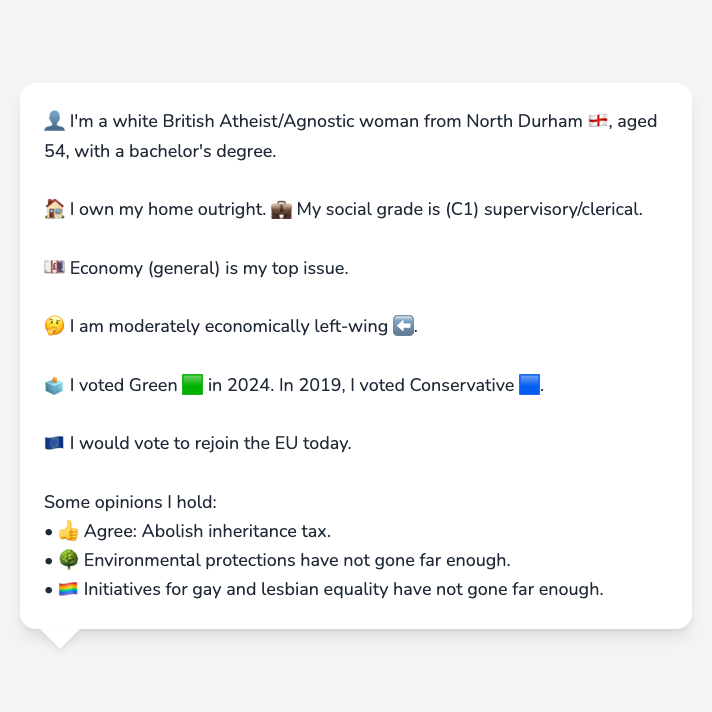 👤 I'm a white British Atheist/Agnostic woman from North Durham 🏴󠁧󠁢󠁥󠁮󠁧󠁿, aged
54, with a bachelor's degree.
🏠 I own my home outright. 💼 My social grade is (C1) supervisory/clerical.
💷 Economy (general) is my top issue.
🤔 I am moderately economically left-wing ⬅️.
🗳️ I voted Green 🟩 in 2024. In 2019, I voted Conservative 🟦.
🇪🇺 I would vote to rejoin the EU today.
Some opinions I hold:
• 👍 Agree: Abolish inheritance tax.
• 🌳 Environmental protections have not gone far enough.
• 🏳️‍🌈 Initiatives for gay and lesbian equality have not gone far enough.